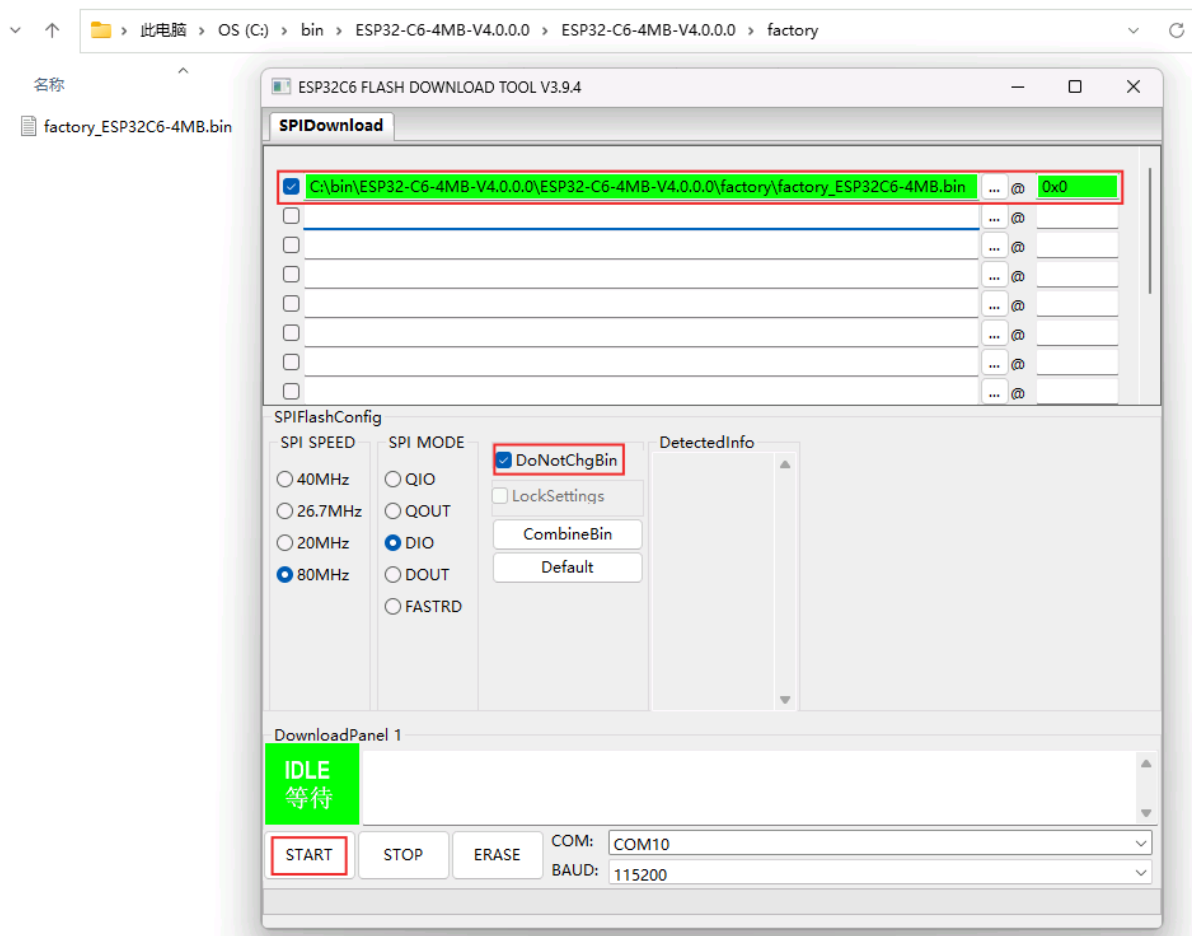 此电脑 > OS (C:) > bin > ESP32-C6-4MB-V4.0.0.0 > ESP32-C6-4MB-V4.0.0.0 > factory
名称
factory_ESP32C6-4MB.bin
ESP32C6 FLASH DOWNLOAD TOOL V3.9.4
SPIDownload
C:\bin\ESP32-C6-4MB-V4.0.0.0\ESP32-C6-4MB-V4.0.0.0\factory\factory_ESP32C6-4MB.bin ... @ 0x0
... @
... @
... @
... @
... @
... @
... @
SPIFlashConfig
SPI SPEED
40MHz
26.7MHz
20MHz
80MHz
SPI MODE
QIO
QOUT
DIO
DOUT
FASTRD
DoNotChgBin
LockSettings
CombineBin
Default
DetectedInfo
DownloadPanel 1
IDLE
等待
START STOP ERASE
COM: COM10
BAUD: 115200